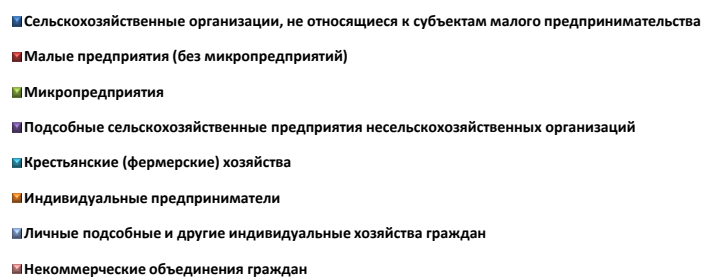 Сельскохозяйственные организации, не относящиеся к субъектам малого предпринимательства
Малые предприятия (без микропредприятий)
Микропредприятия
Подсобные сельскохозяйственные предприятия несельскохозяйственных организаций
Крестьянские (фермерские) хозяйства
Индивидуальные предприниматели
Личные подсобные и другие индивидуальные хозяйства граждан
Некоммерческие объединения граждан